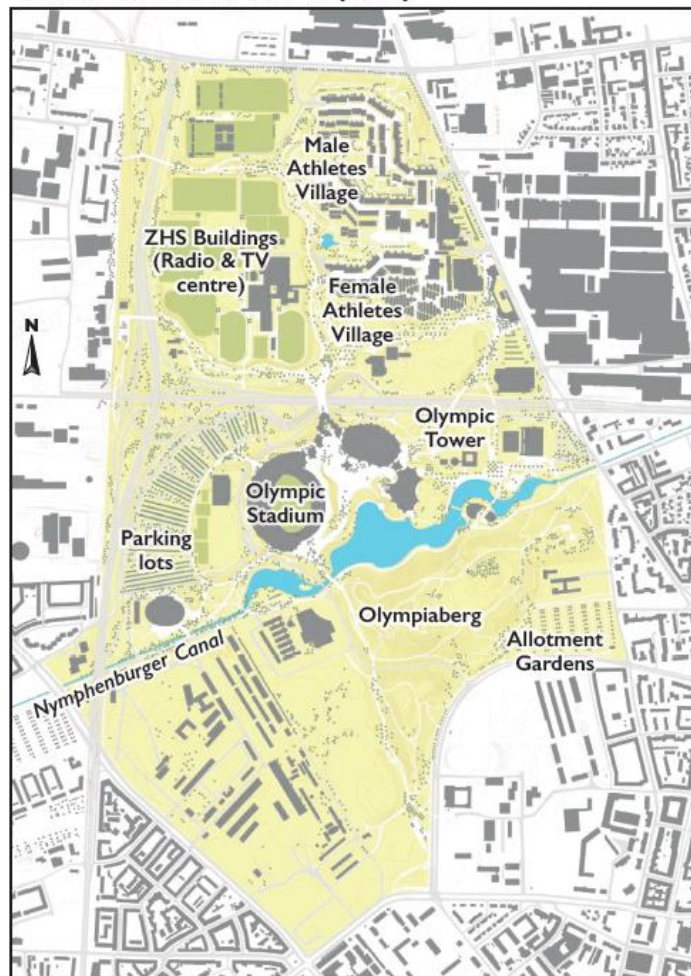 Male
Athletes
Village
ZHS Buildings
(Radio & TV
centre)
Female
Athletes
Village
N
Olympic
Tower
Olympic
Stadium
Parking
lots
Olympiaberg
Allotment
Gardens
Nymphenburger Canal